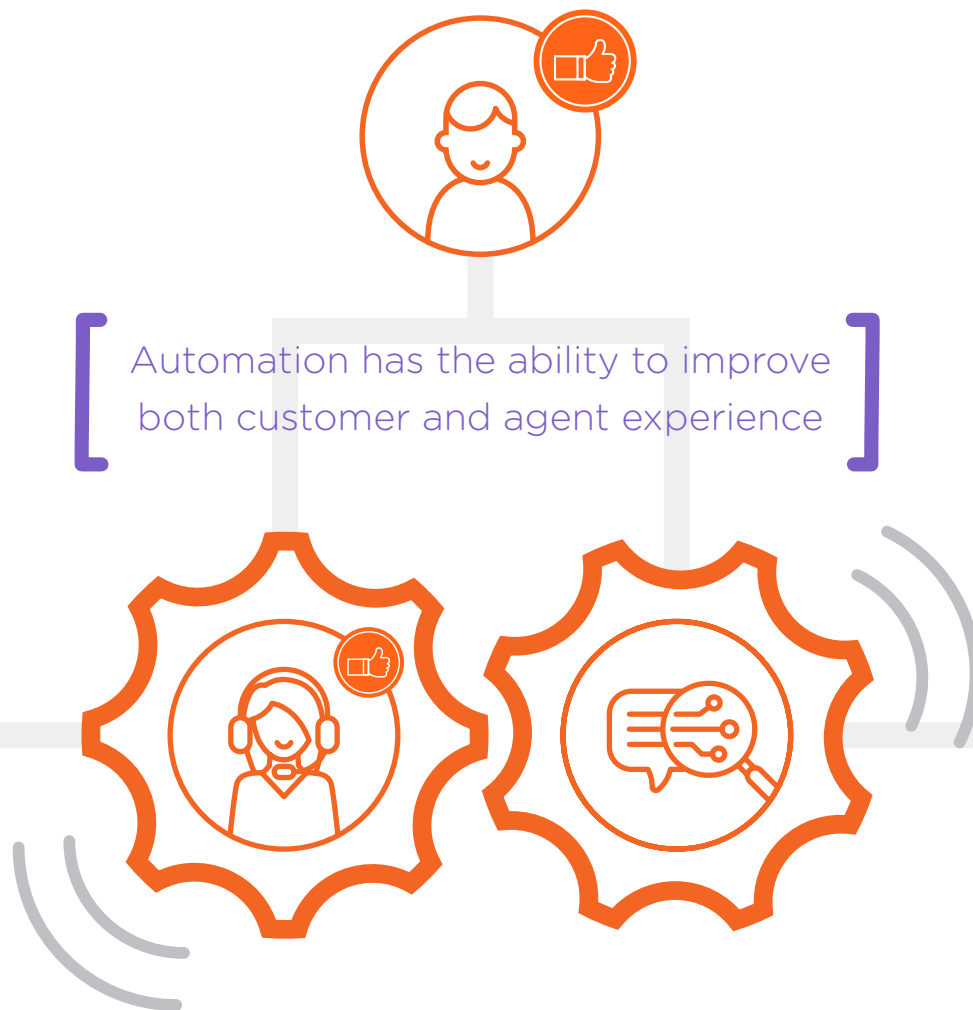 Automation has the ability to improve
both customer and agent experience